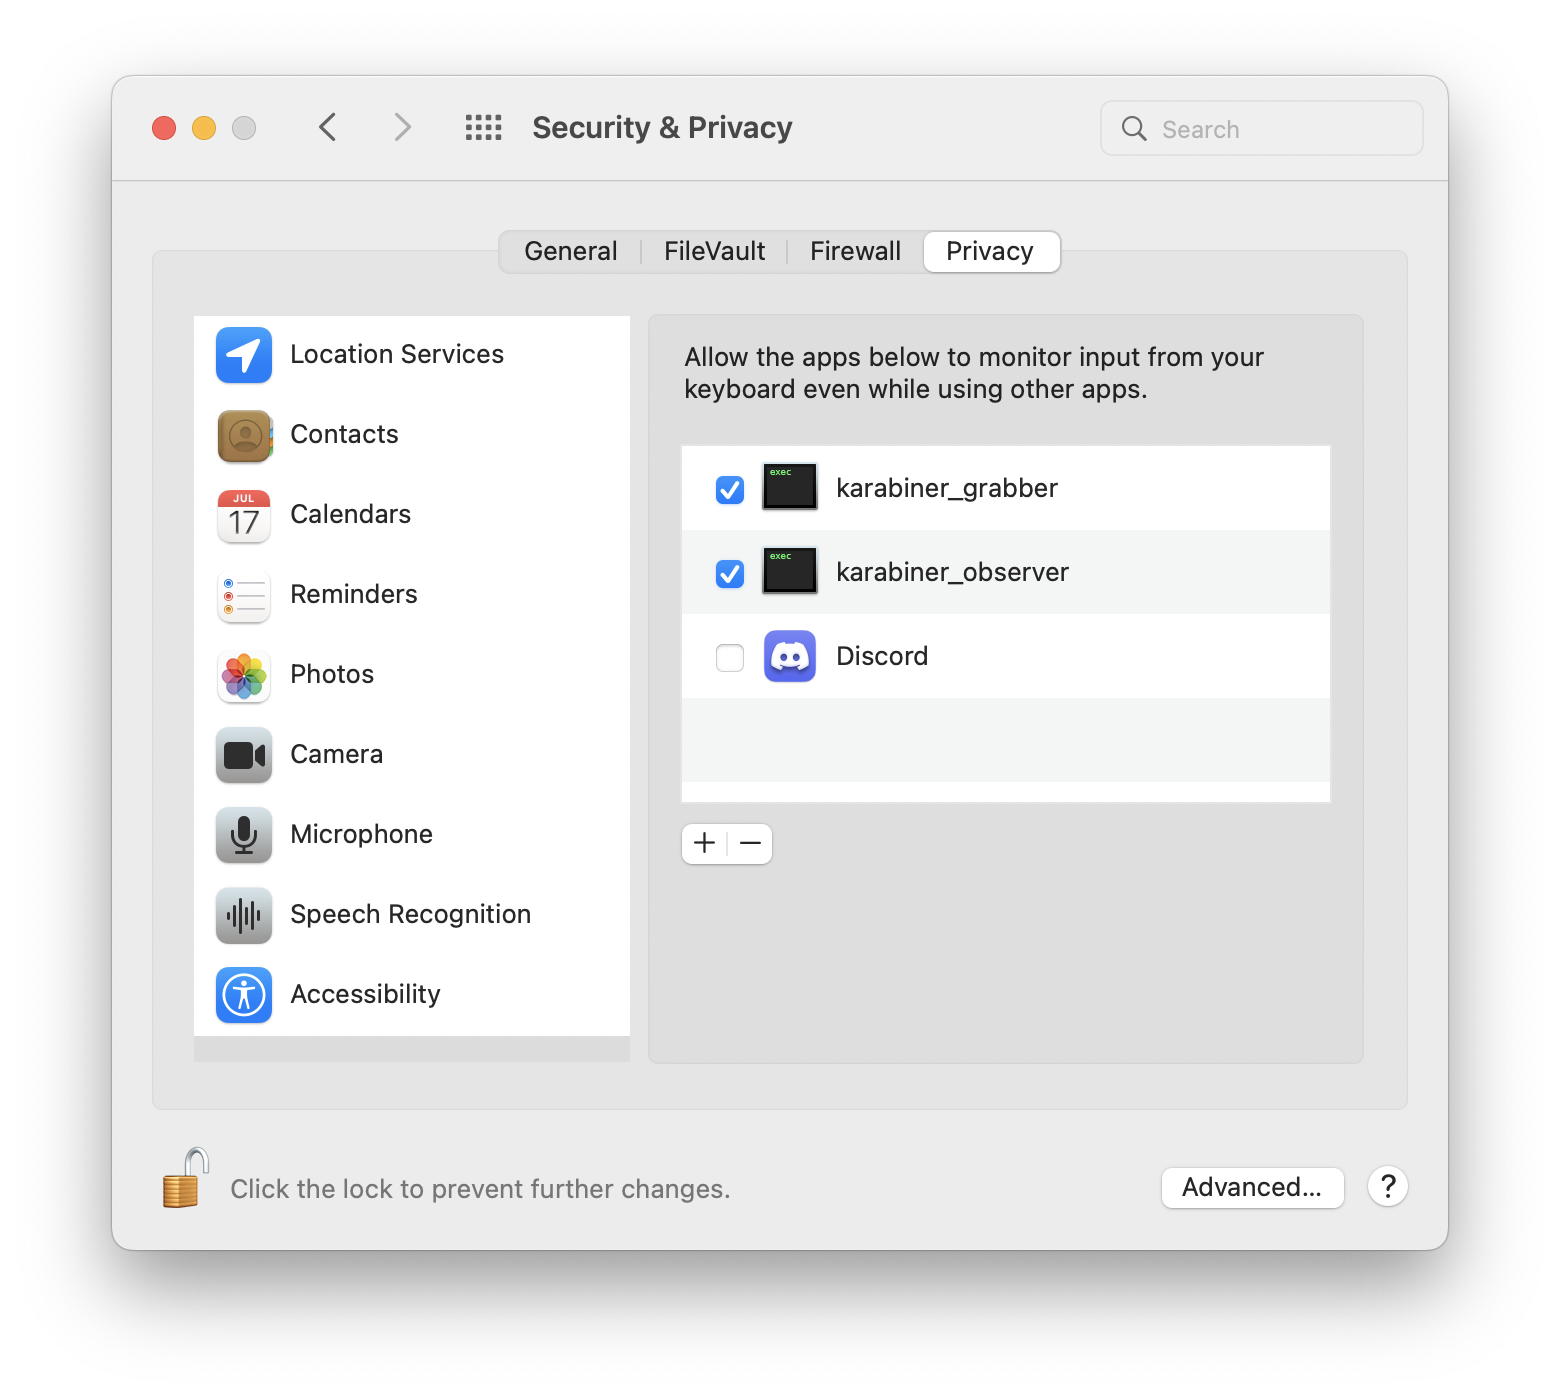 Security & Privacy
Search
General
FileVault
Firewall
Privacy
Location Services
Contacts
JUL
17
Calendars
Reminders
Photos
Camera
Microphone
Speech Recognition
Accessibility
Allow the apps below to monitor input from your
keyboard even while using other apps.
exec
karabiner_grabber
exec
karabiner_observer
Discord
Click the lock to prevent further changes.
Advanced...
?